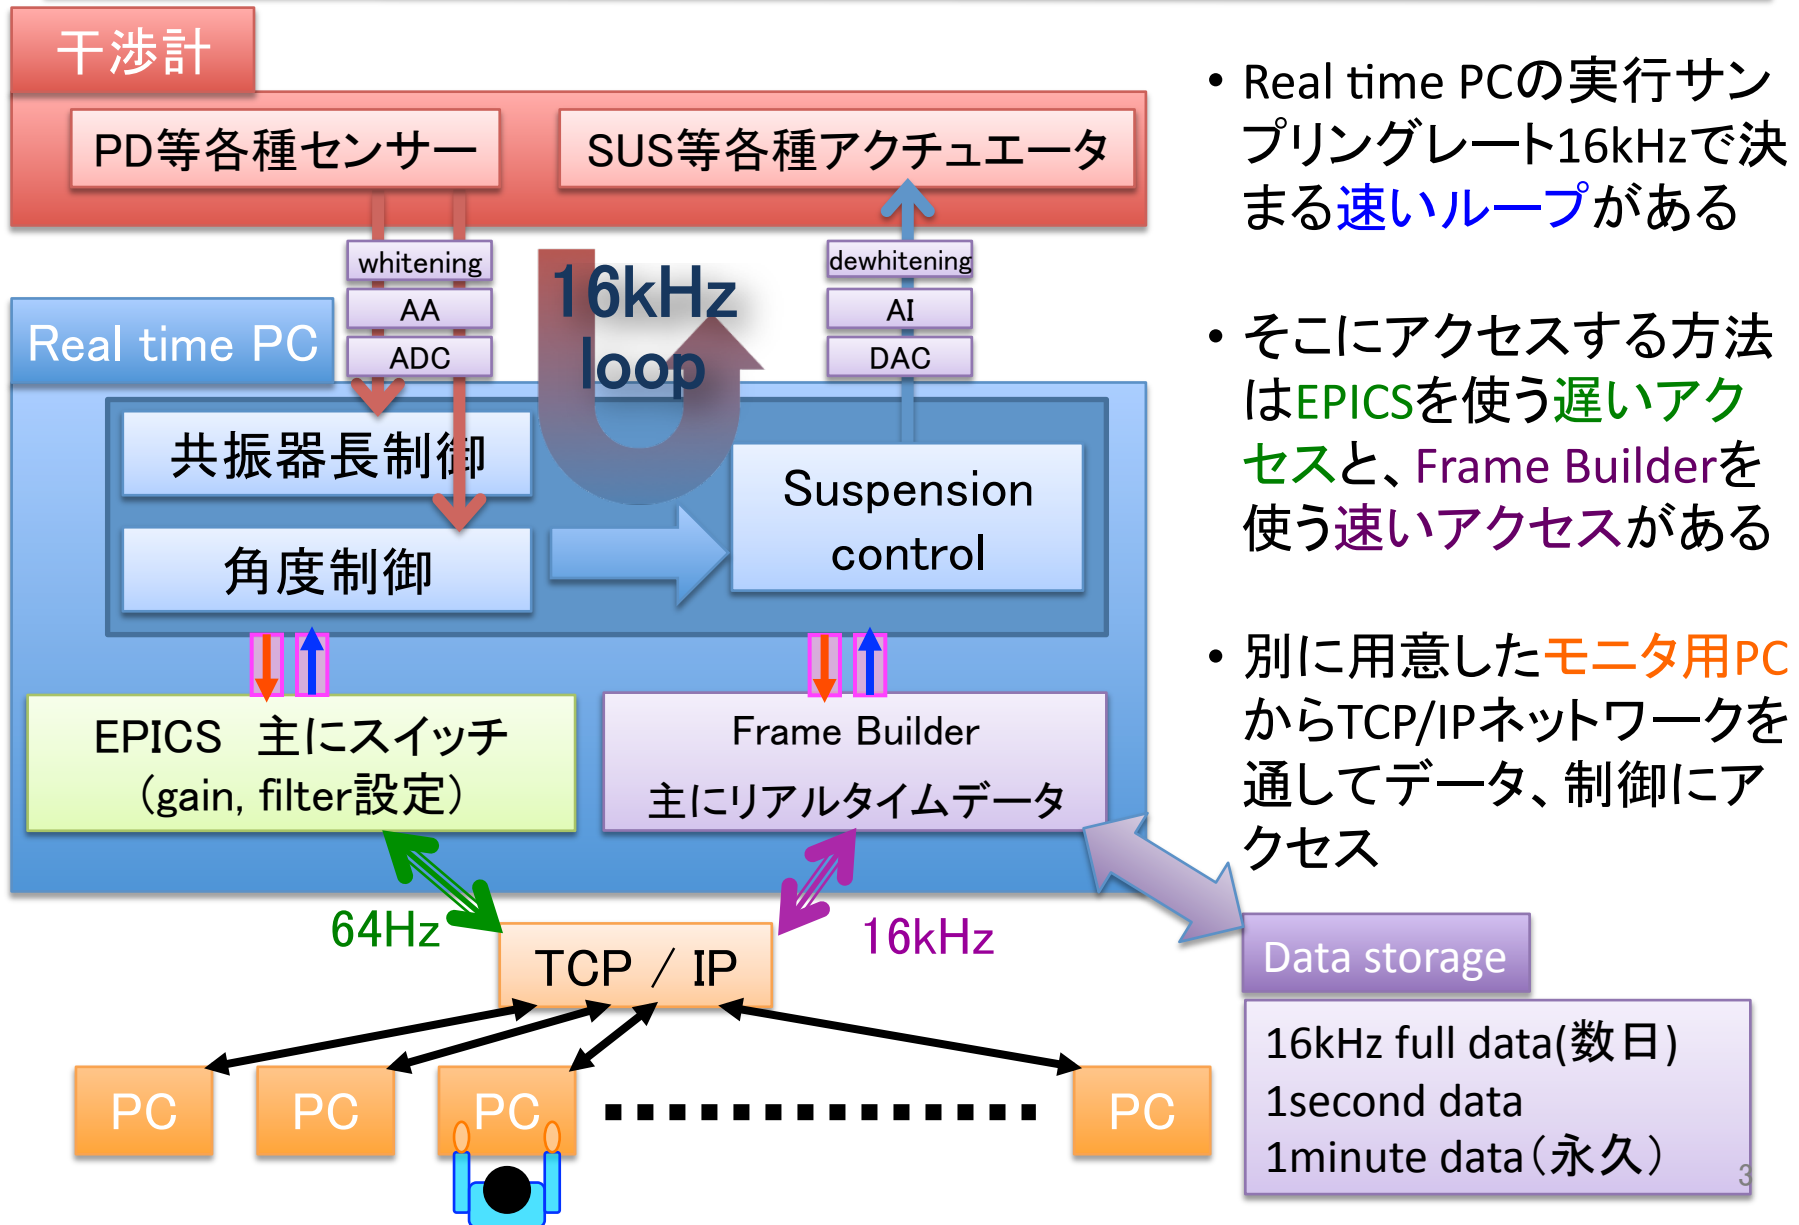 干渉計
PD等各種センサー
SUS等各種アクチュエータ
whitening
AA
ADC
16kHz
loop
dewhitening
AI
DAC
Real time PC
共振器長制御
角度制御
Suspension
control
EPICS 主にスイッチ
(gain, filter設定)
Frame Builder
主にリアルタイムデータ
64Hz
16kHz
TCP / IP
PC
PC
PC
PC
• Real time PCの実行サン
プリングレート16kHzで決
まる速いループがある
• そこにアクセスする方法
はEPICSを使う遅いアク
セスと、Frame Builderを
使う速いアクセスがある
• 別に用意したモニタ用PC
からTCP/IPネットワークを
通してデータ、制御にア
クセス
Data storage
16kHz full data(数日)
1second data
1minute data(永久)
3